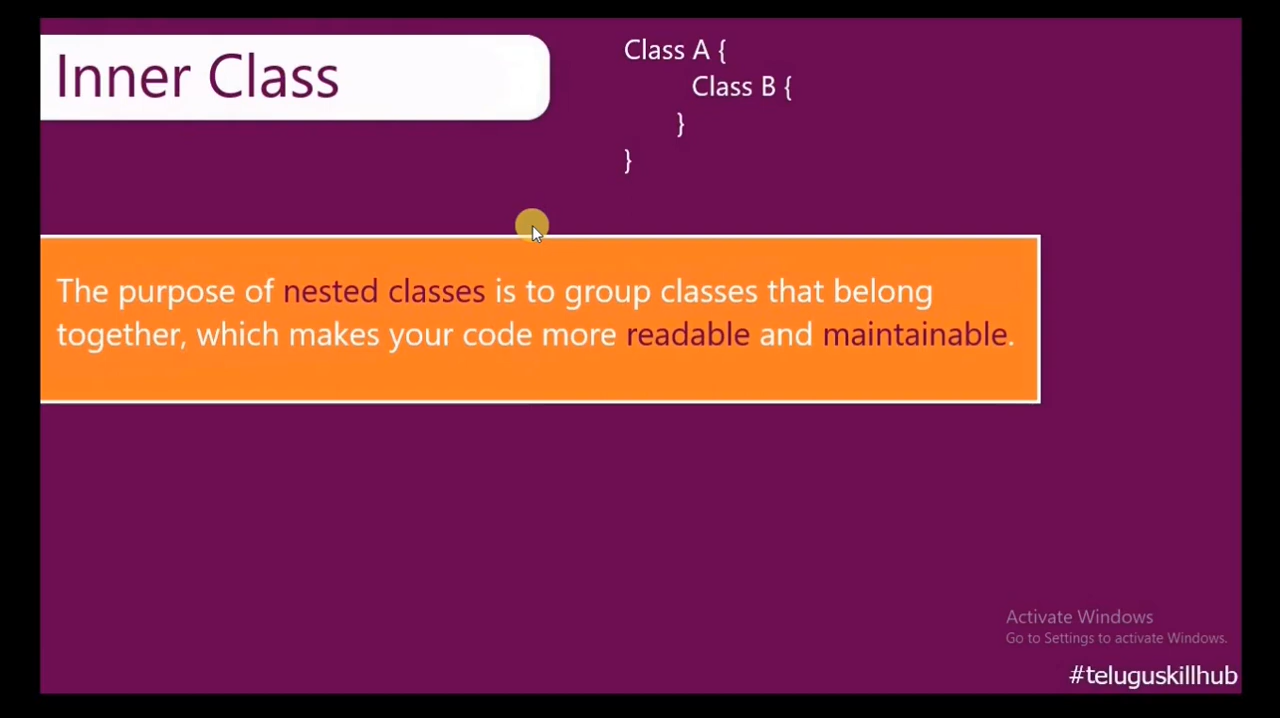 Inner Class
Class A {
Class B {
}
}
The purpose of nested classes is to group classes that belong
together, which makes your code more readable and maintainable.
Activate Windows
Go to Settings to activate Windows.
#teluguskillhub